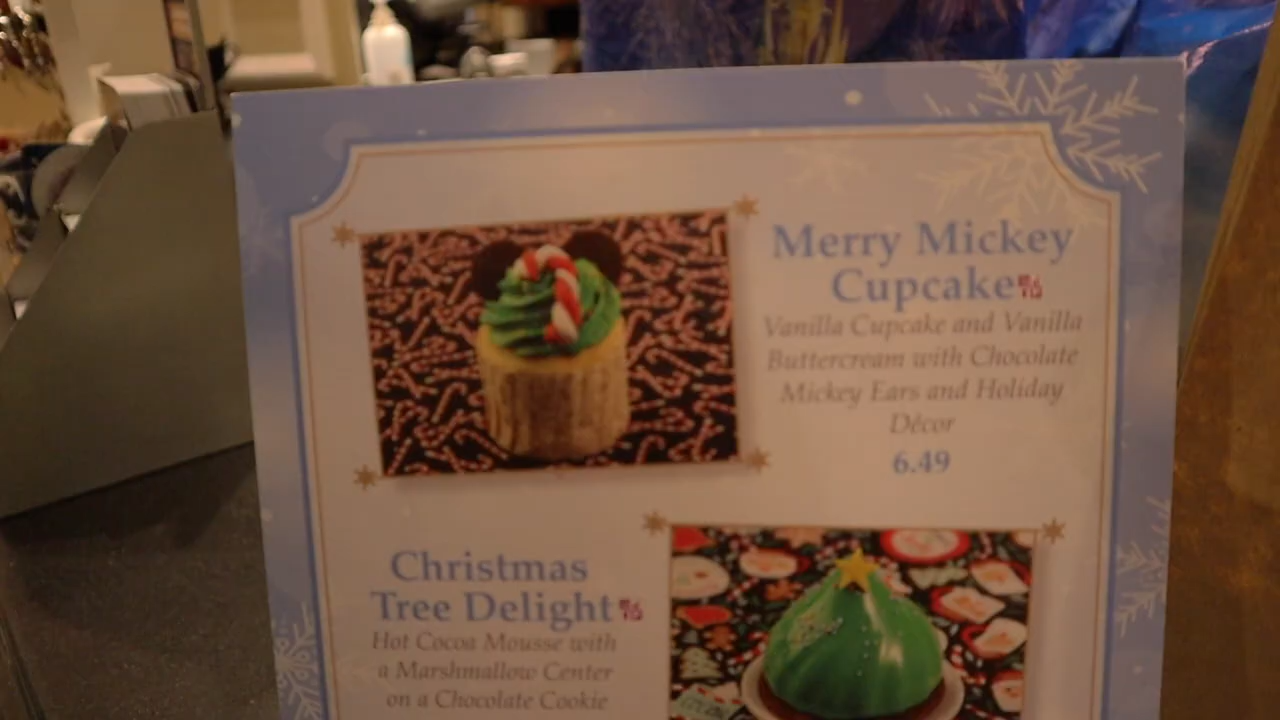 Merry Mickey
Cupcake
Vanilla Cupcake and Vanilla
Buttercream with Chocolate
Mickey Ears and Holiday
Décor
6.49
Christmas
Tree Delight
Hot Cocoa Mousse with
a Marshmallow Center
on a Chocolate Cookie